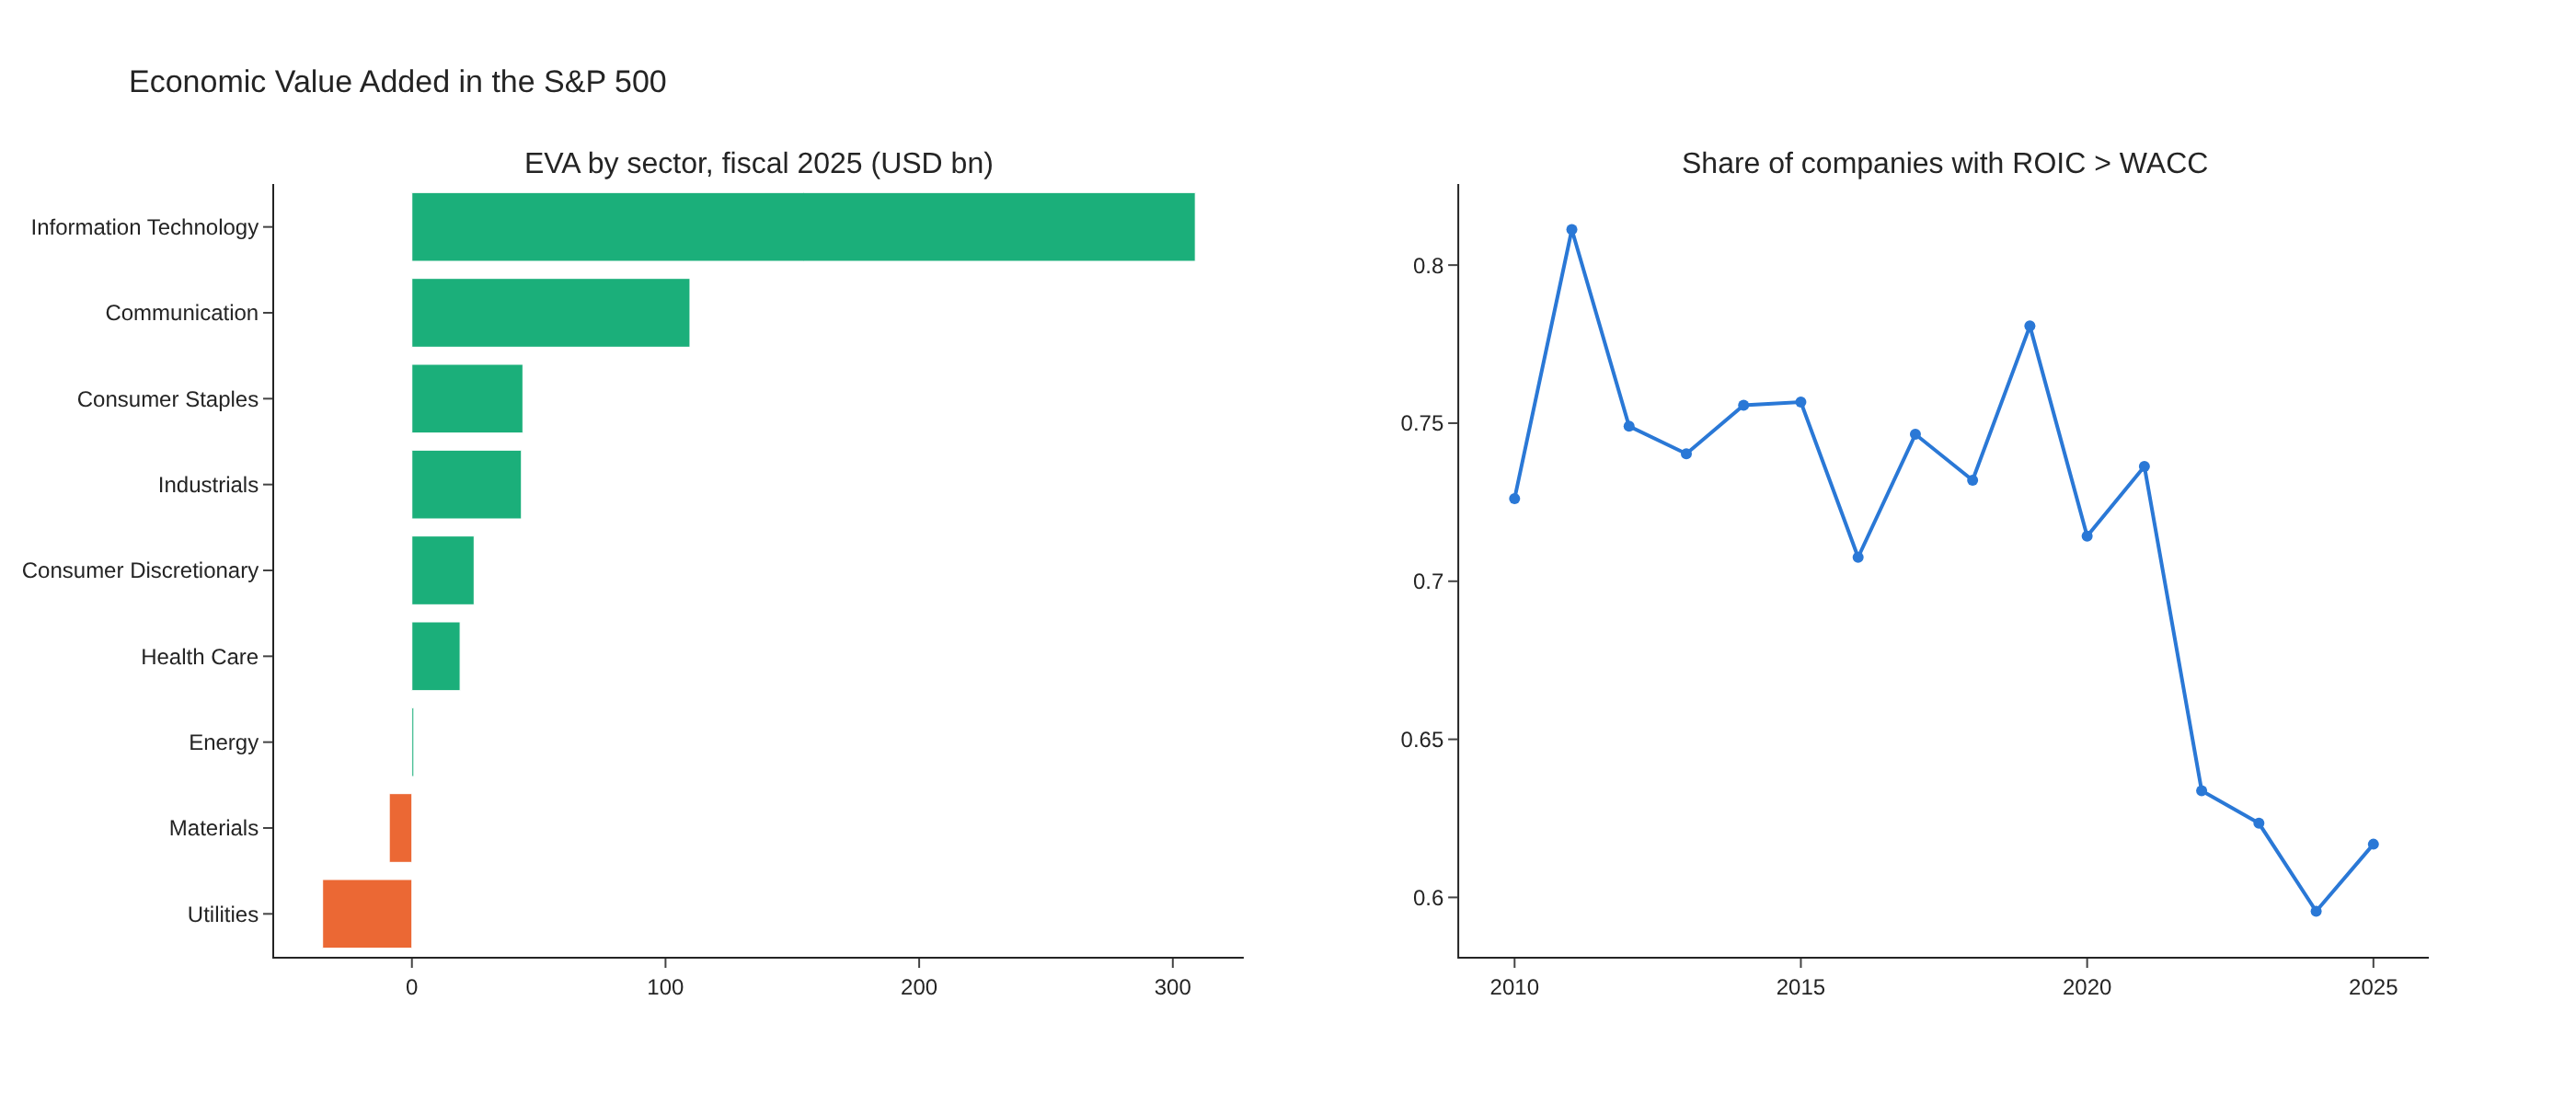 Economic Value Added in the S&P 500
EVA by sector, fiscal 2025 (USD bn)
Information Technology
Communication
Consumer Staples
Industrials
Consumer Discretionary
Health Care
Energy
Materials
Utilities
0 100 200 300
Share of companies with ROIC > WACC
0.8
0.75
0.7
0.65
0.6
2010 2015 2020 2025